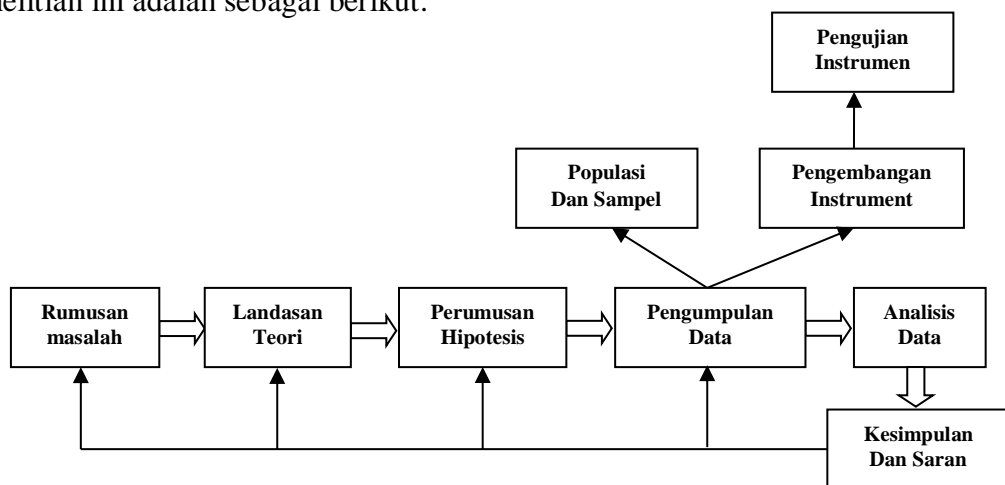 ini adalah sebagai berikut:
Pengujian
Instrumen
Populasi
Dan Sampel
Pengembangan
Instrument
Rumusan
masalah
Landasan
Teori
Perumusan
Hipotesis
Pengumpulan
Data
Analisis
Data
Kesimpulan
Dan Saran